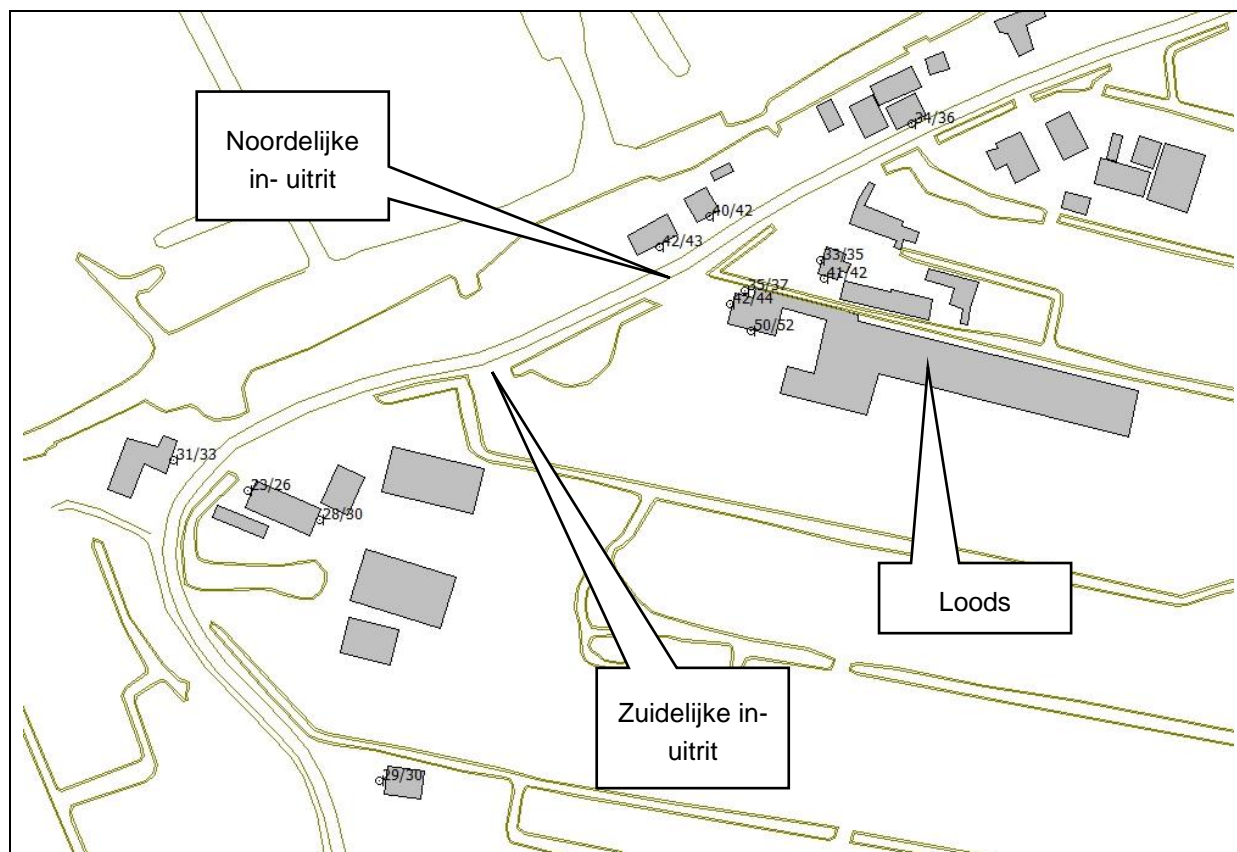 Noordelijke
in- uitrit
34/36
40/42
42/43
33/35
41/42
35/37
42/44
50/52
31/33
23/26
28/30
Loods
Zuidelijke in-
uitrit
29/30